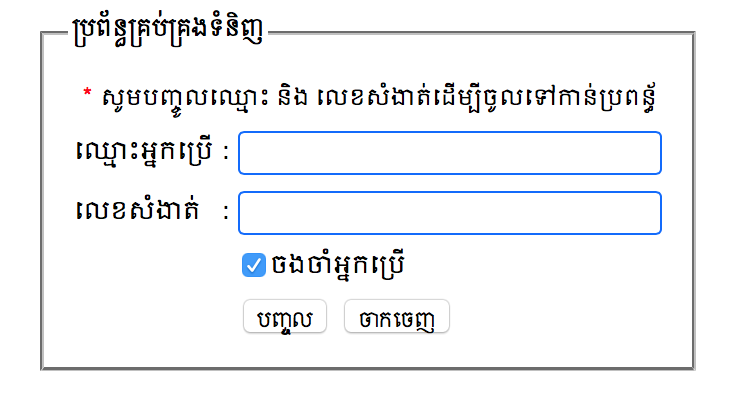 ប្រព័ន្ធគ្រប់គ្រងទំនិញ
* សូមបញ្ចូលឈ្មោះ និង លេខសំងាត់ដើម្បីចូលទៅកាន់ប្រពន្ធ័
ឈ្មោះអ្នកប្រើ :
លេខសំងាត់ :
ចងចាំអ្នកប្រើ
បញ្ចូល ចាកចេញ